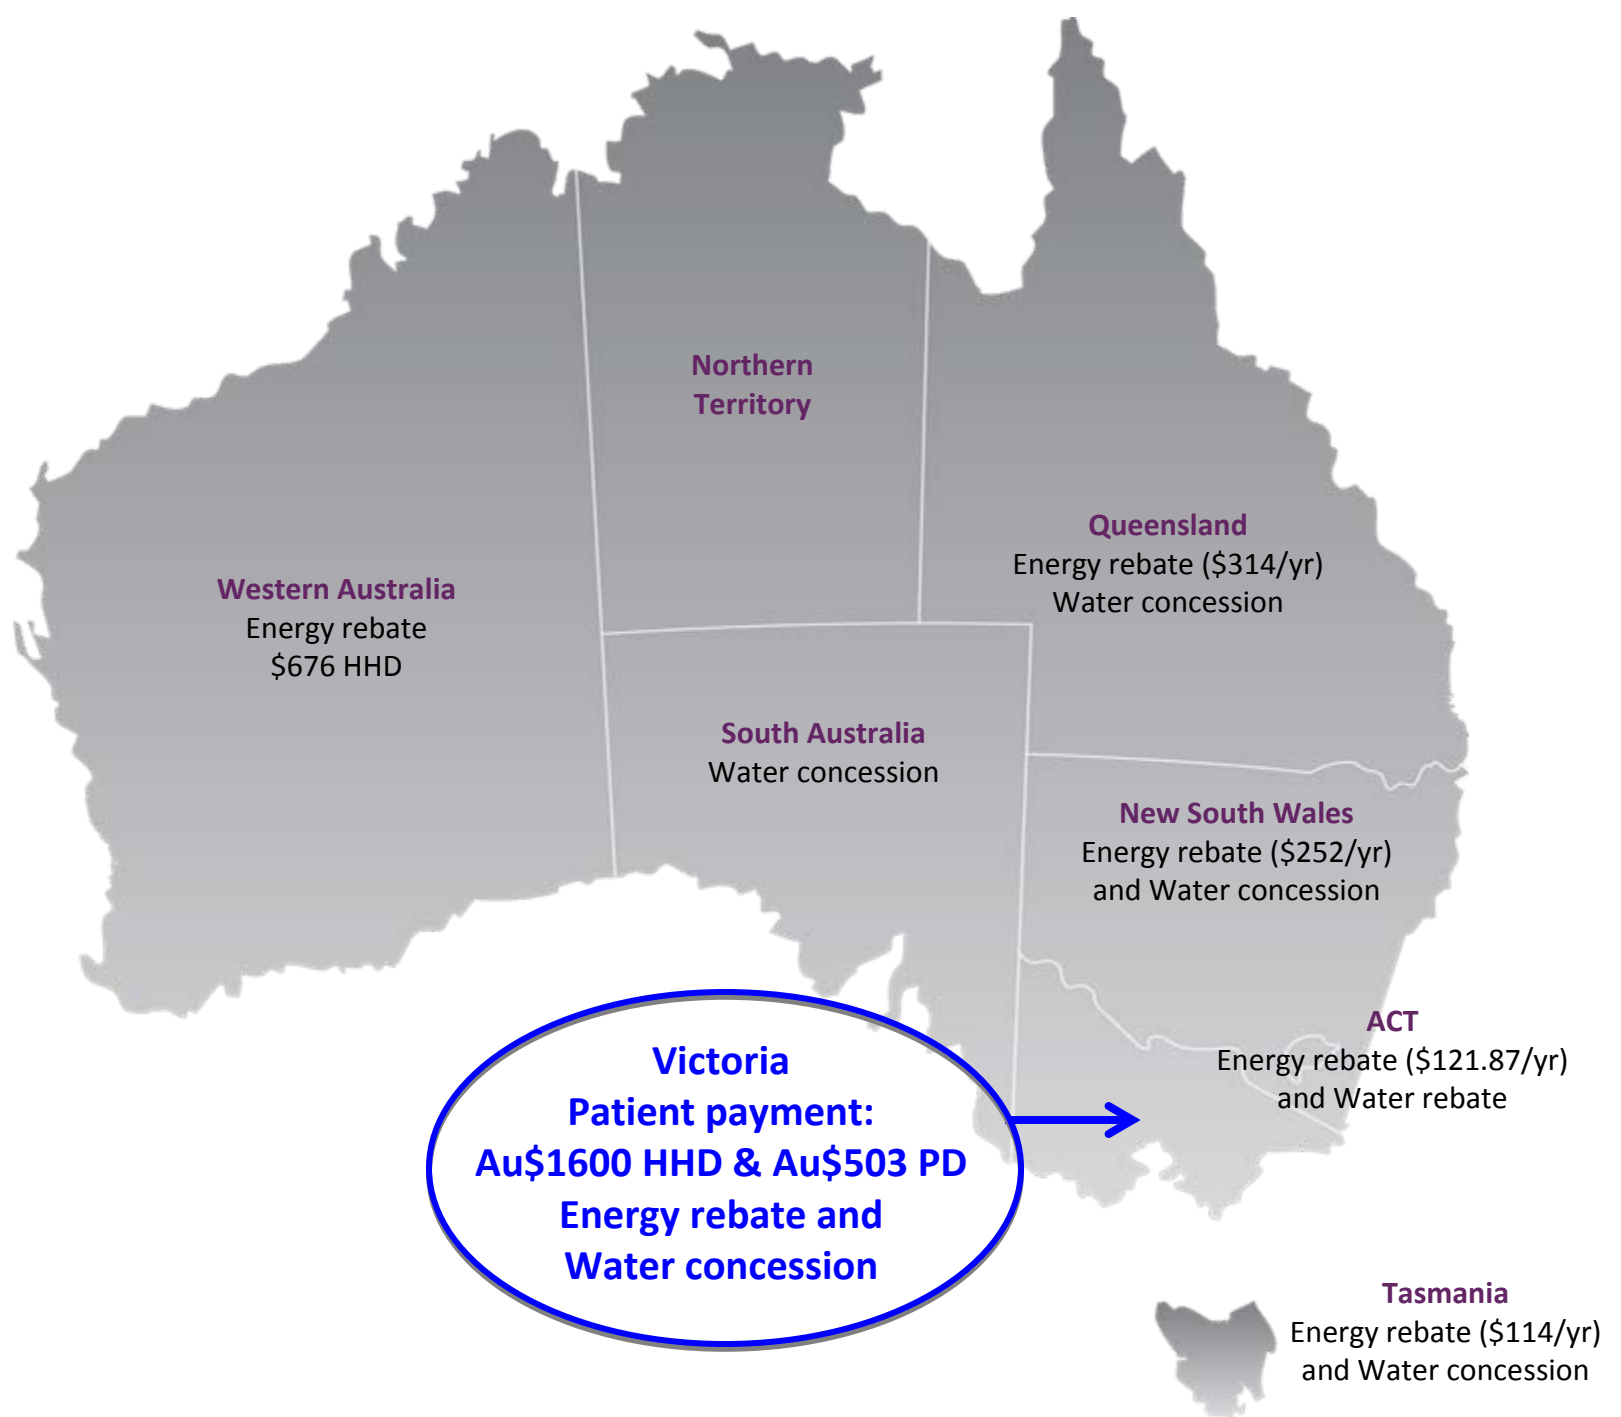 Northern
Territory
Queensland
Energy rebate ($314/yr)
Water concession
Western Australia
Energy rebate
$676 HHD
South Australia
Water concession
New South Wales
Energy rebate ($252/yr)
and Water concession
ACT
Energy rebate ($121.87/yr)
and Water rebate
Victoria
Patient payment:
Au$1600 HHD & Au$503 PD
Energy rebate and
Water concession
Tasmania
Energy rebate ($114/yr)
and Water concession